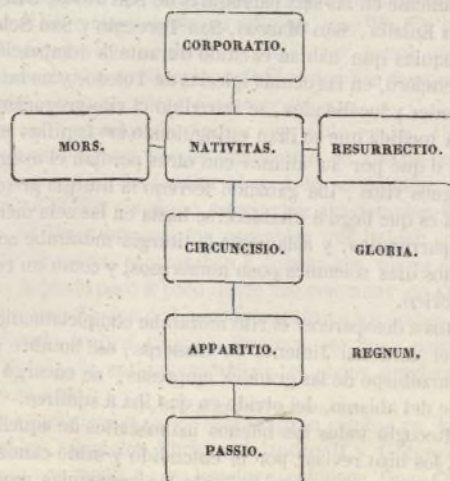 CORPORATIO.
MORS. NATIVITAS. RESURRECTIO.
CIRCUNCISIO. GLORIA.
APPARITIO. REGNUM.
PASSIO.